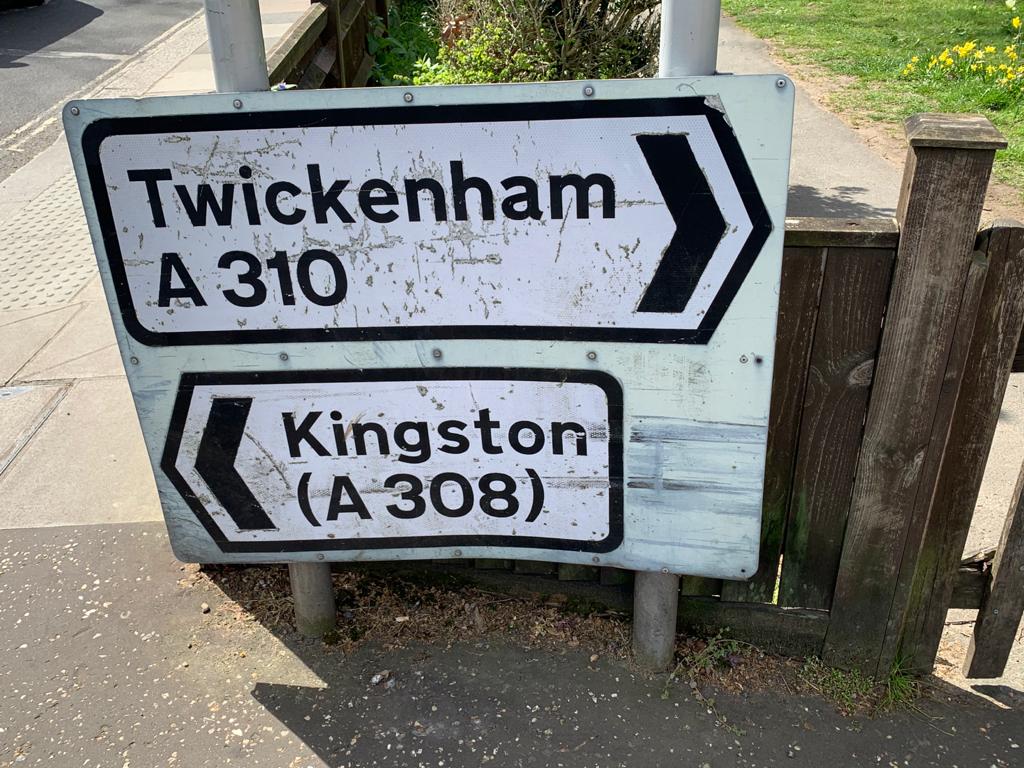 Twickenham
A 310
Kingston
(A 308)